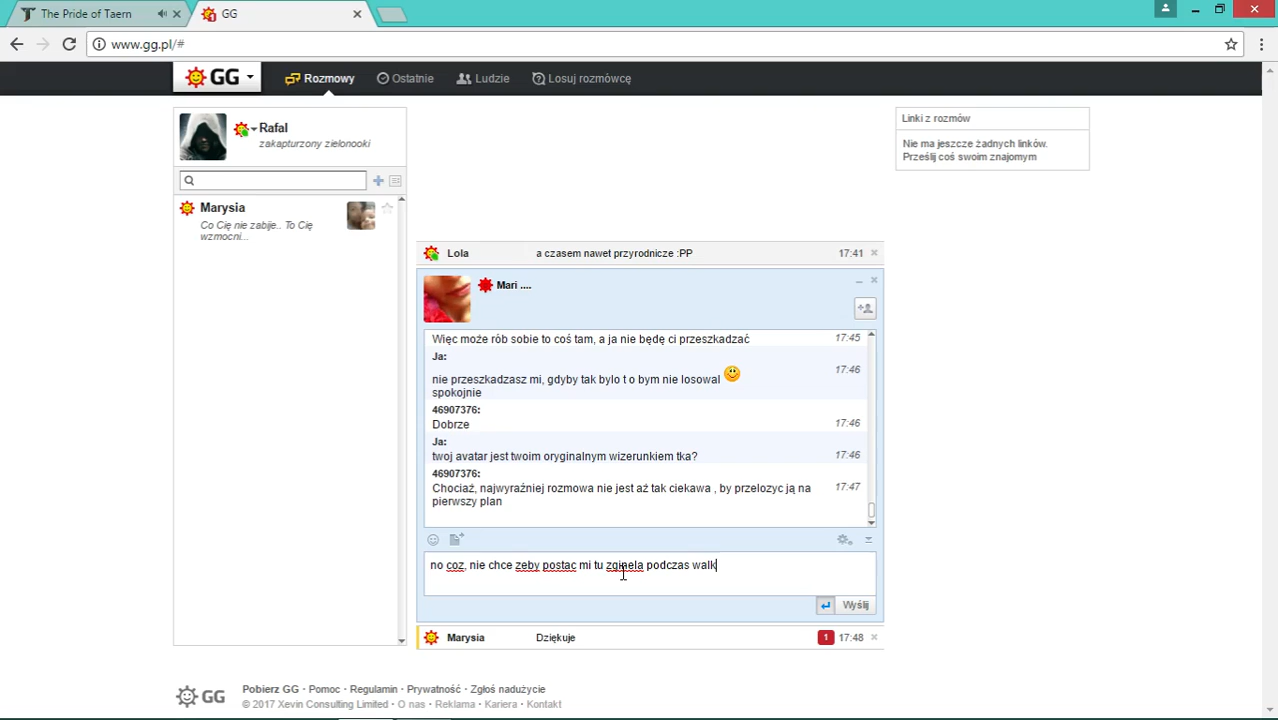 The Pride of Taern
GG
www.gg.pl/#
GG
Rozmowy
Ostatnie
Ludzie
Losuj rozmówcę
Rafal
zakapturzony zielonooki
Marysia
Co Cię nie zabije.. To Cię
wzmocni...
Linki z rozmów
Nie ma jeszcze żadnych linków.
Prześlij coś swoim znajomym
Lola a czasem nawet przyrodnicze :PP 17:41
Mari ....
Więc może rób sobie to coś tam, a ja nie będę ci przeszkadzać 17:45
Ja:
nie przeszkadzasz mi, gdyby tak bylo t o bym nie losowal 17:46
spokojnie
46907376:
Dobrze 17:46
Ja:
twoj avatar jest twoim oryginalnym wizerunkiem tka? 17:46
46907376:
Chociaż, najwyraźniej rozmowa nie jest aż tak ciekawa , by przelozyc ją na 17:47
pierwszy plan
no coz, nie chce zeby postac mi tu zginela podczas walk
Wyślij
Marysia Dziękuje 1 17:48
GG
Pobierz GG · Pomoc · Regulamin · Prywatność · Zgłoś nadużycie
© 2017 Xevin Consulting Limited · O nas · Reklama · Kariera · Kontakt